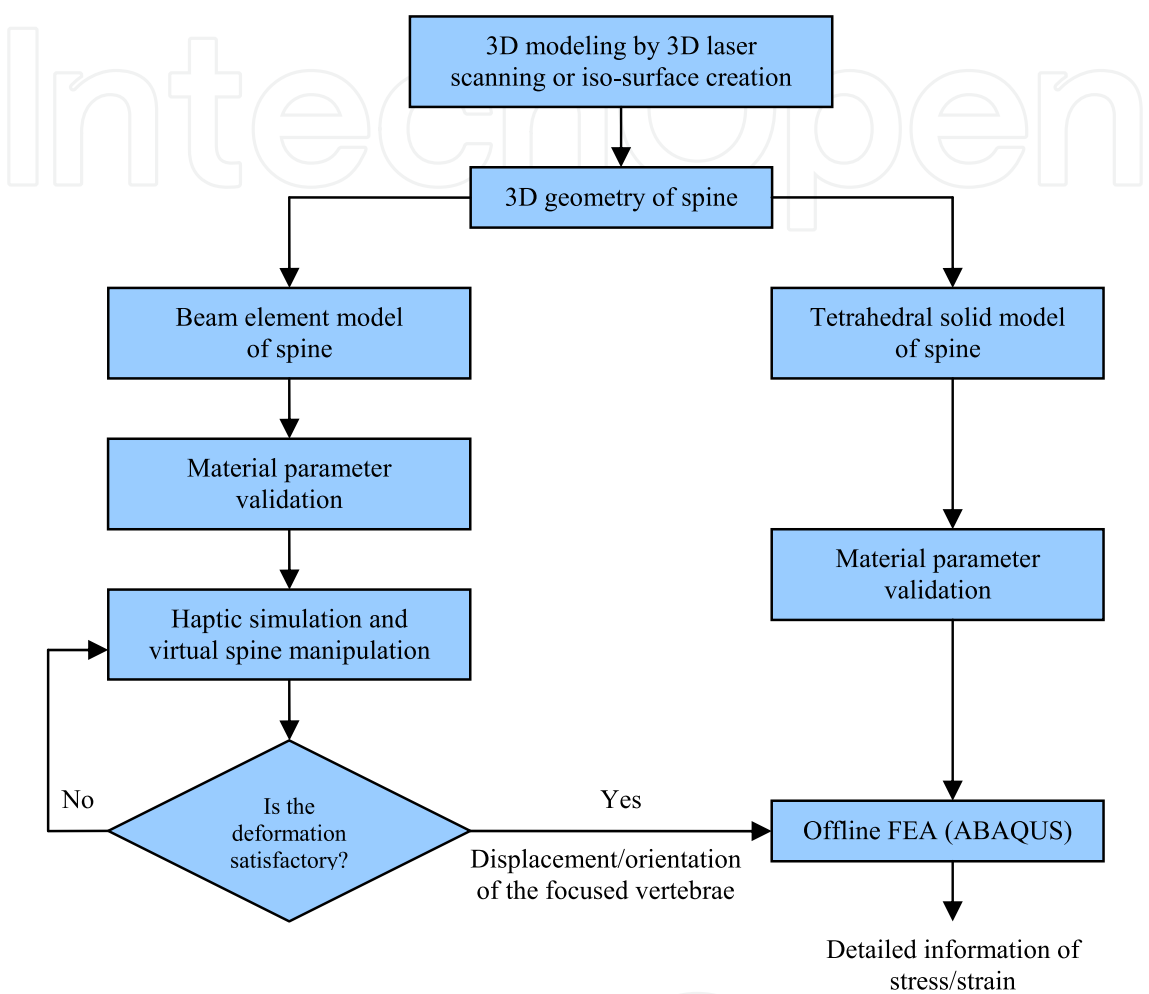 IntechOpen
3D modeling by 3D laser
scanning or iso-surface creation
3D geometry of spine
Beam element model
of spine
Tetrahedral solid model
of spine
Material parameter
validation
Material parameter
validation
Haptic simulation and
virtual spine manipulation
No
Is the
deformation
satisfactory?
Yes
Displacement/orientation
of the focused vertebrae
Offline FEA (ABAQUS)
Detailed information of
stress/strain